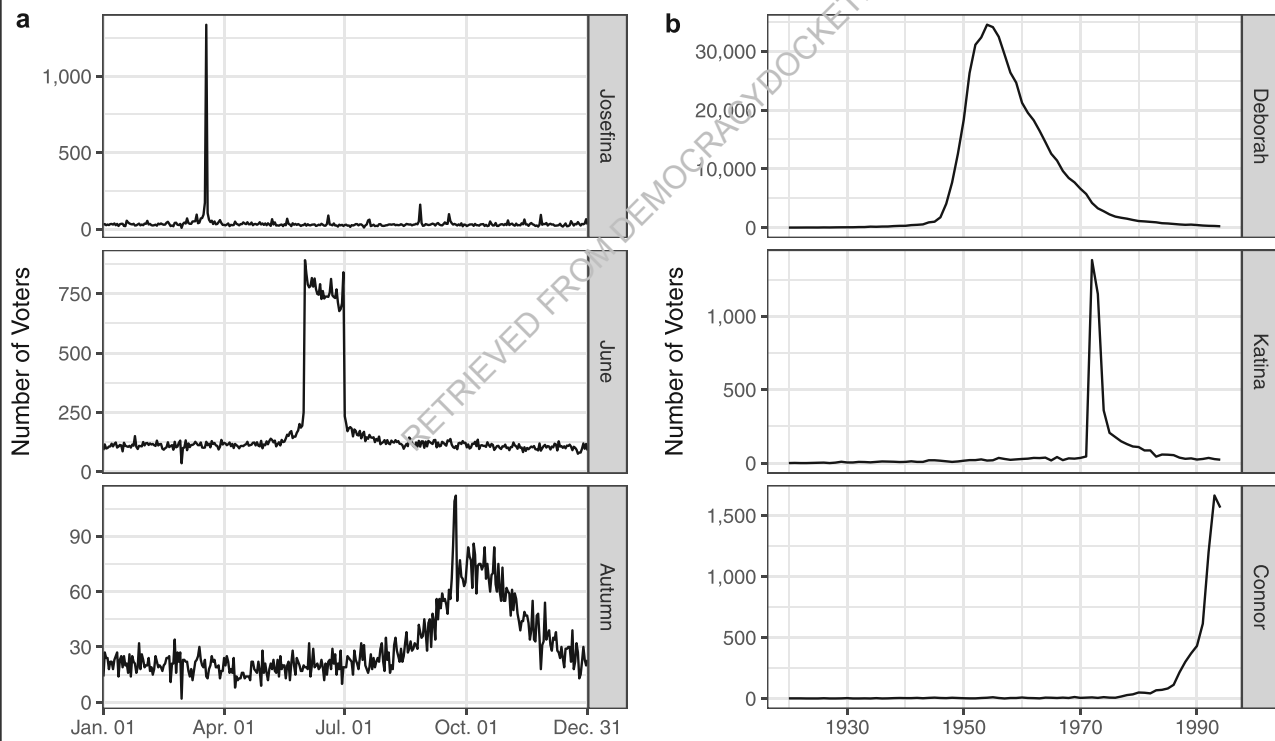 a
Number of Voters
1,000
500
0
Josefina
750
500
250
0
June
90
60
30
0
Autumn
Jan. 01 Apr. 01 Jul. 01 Oct. 01 Dec. 31
b
Number of Voters
30,000
20,000
10,000
0
Deborah
1,000
500
0
Katina
1,500
1,000
500
0
Connor
1930 1950 1970 1990
RETRIEVED FROM DEMOCRACYDOCKET